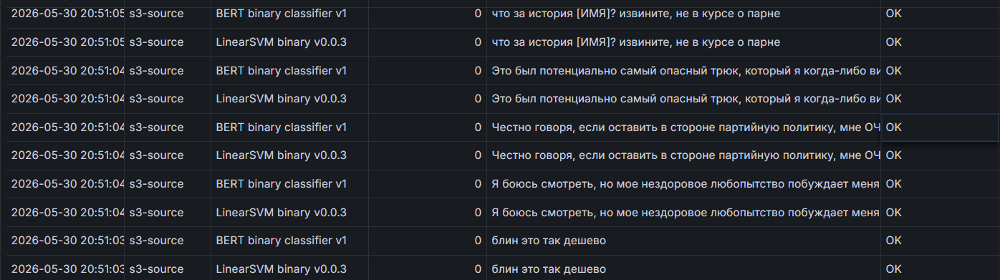 2026-05-30 20:51:05 s3-source BERT binary classifier v1 0 что за история [ИМЯ]? извините, не в курсе о парне OK
2026-05-30 20:51:05 s3-source LinearSVM binary v0.0.3 0 что за история [ИМЯ]? извините, не в курсе о парне OK
2026-05-30 20:51:04 s3-source BERT binary classifier v1 0 Это был потенциально самый опасный трюк, который я когда-либо ви OK
2026-05-30 20:51:04 s3-source LinearSVM binary v0.0.3 0 Это был потенциально самый опасный трюк, который я когда-либо ви OK
2026-05-30 20:51:04 s3-source BERT binary classifier v1 0 Честно говоря, если оставить в стороне партийную политику, мне ОЧ OK
2026-05-30 20:51:04 s3-source LinearSVM binary v0.0.3 0 Честно говоря, если оставить в стороне партийную политику, мне ОЧ OK
2026-05-30 20:51:04 s3-source BERT binary classifier v1 0 Я боюсь смотреть, но мое нездоровое любопытство побуждает меня OK
2026-05-30 20:51:04 s3-source LinearSVM binary v0.0.3 0 Я боюсь смотреть, но мое нездоровое любопытство побуждает меня OK
2026-05-30 20:51:03 s3-source BERT binary classifier v1 0 блин это так дешево OK
2026-05-30 20:51:03 s3-source LinearSVM binary v0.0.3 0 блин это так дешево OK